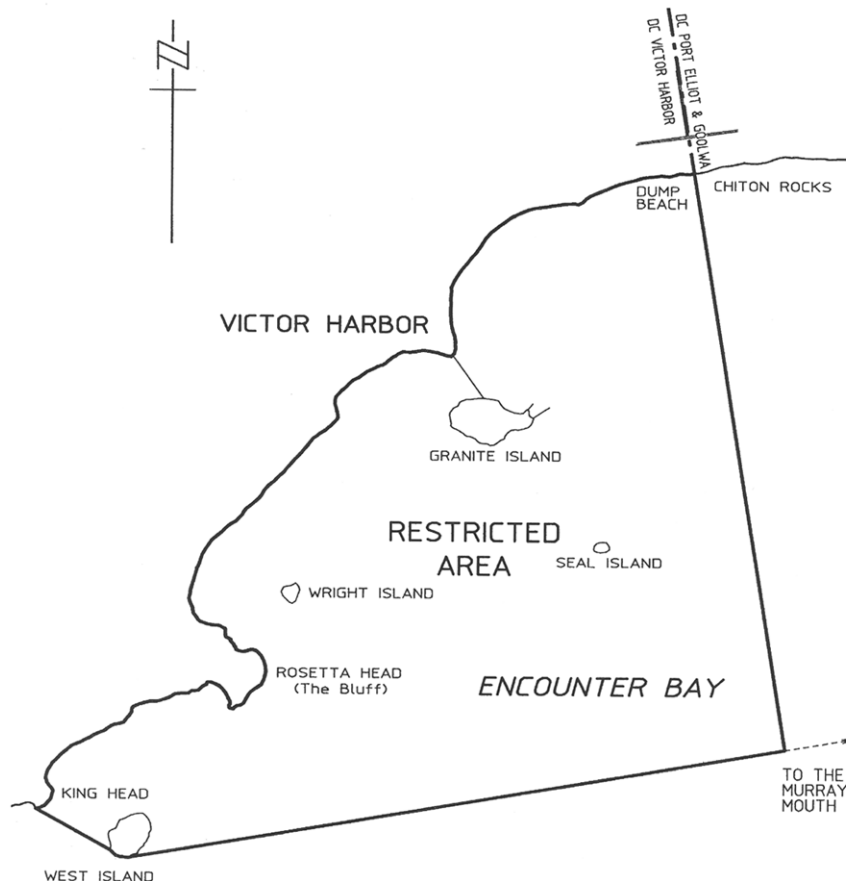 N
DC PORT ELLIOT & GOOLWA
DC VICTOR HARBOR
DUMP
BEACH
CHITON ROCKS
VICTOR HARBOR
GRANITE ISLAND
RESTRICTED
AREA
SEAL ISLAND
WRIGHT ISLAND
ROSETTA HEAD
(The Bluff)
ENCOUNTER BAY
KING HEAD
TO THE
MURRAY
MOUTH
WEST ISLAND